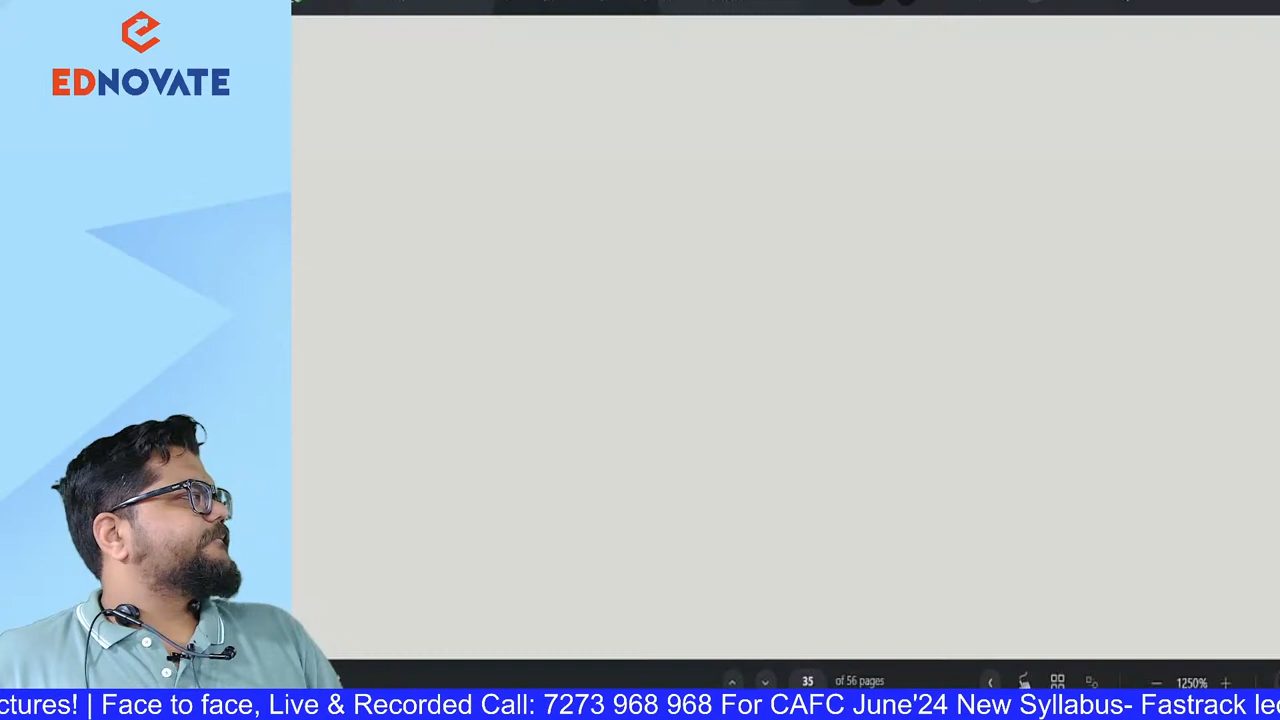 EDNOVATE
35 of 56 pages
1250%
ctures! | Face to face, Live & Recorded Call: 7273 968 968 For CAFC June'24 New Syllabus- Fastrack lec